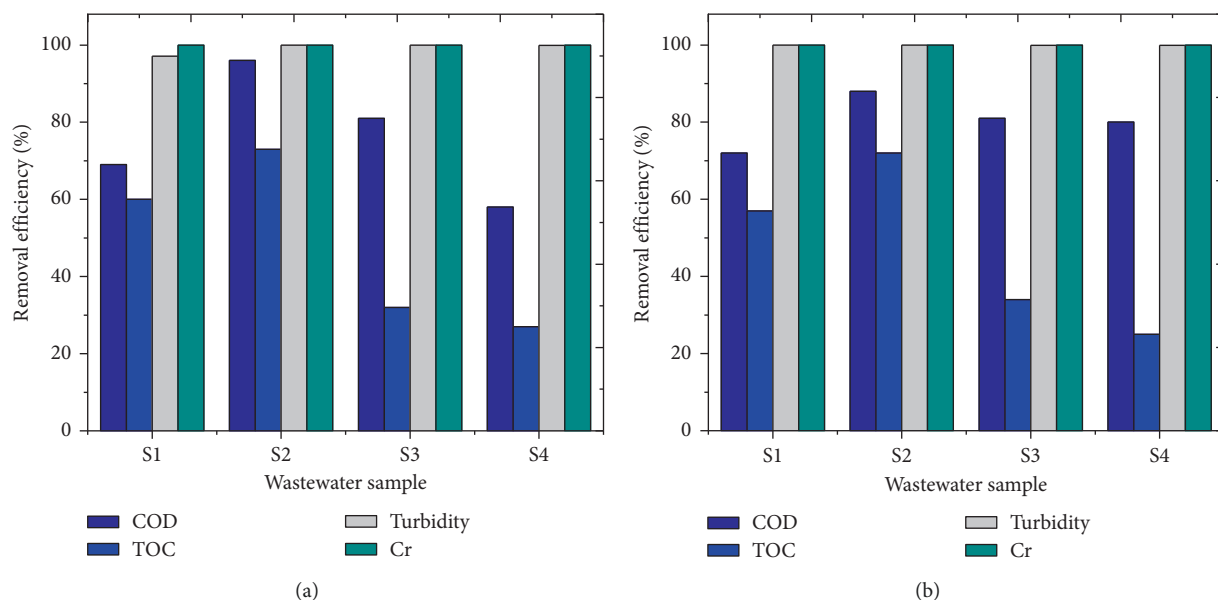 100
80
60
40
20
0
Removal efficiency (%)
S1 S2 S3 S4
Wastewater sample
COD Turbidity
TOC Cr
(a)
100
80
60
40
20
0
Removal efficiency (%)
S1 S2 S3 S4
Wastewater sample
COD Turbidity
TOC Cr
(b)